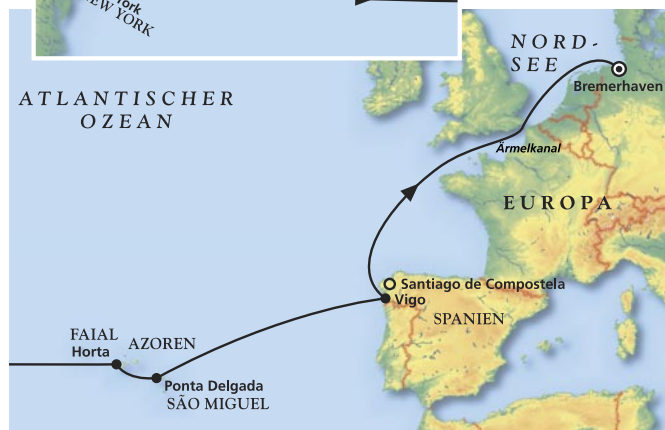 York
NEW YORK
NORD-
SEE
Bremerhaven
ATLANTISCHER
OZEAN
Ärmelkanal
EUROPA
Santiago de Compostela
Vigo
SPANIEN
FAIAL
Horta
AZOREN
Ponta Delgada
SÃO MIGUEL